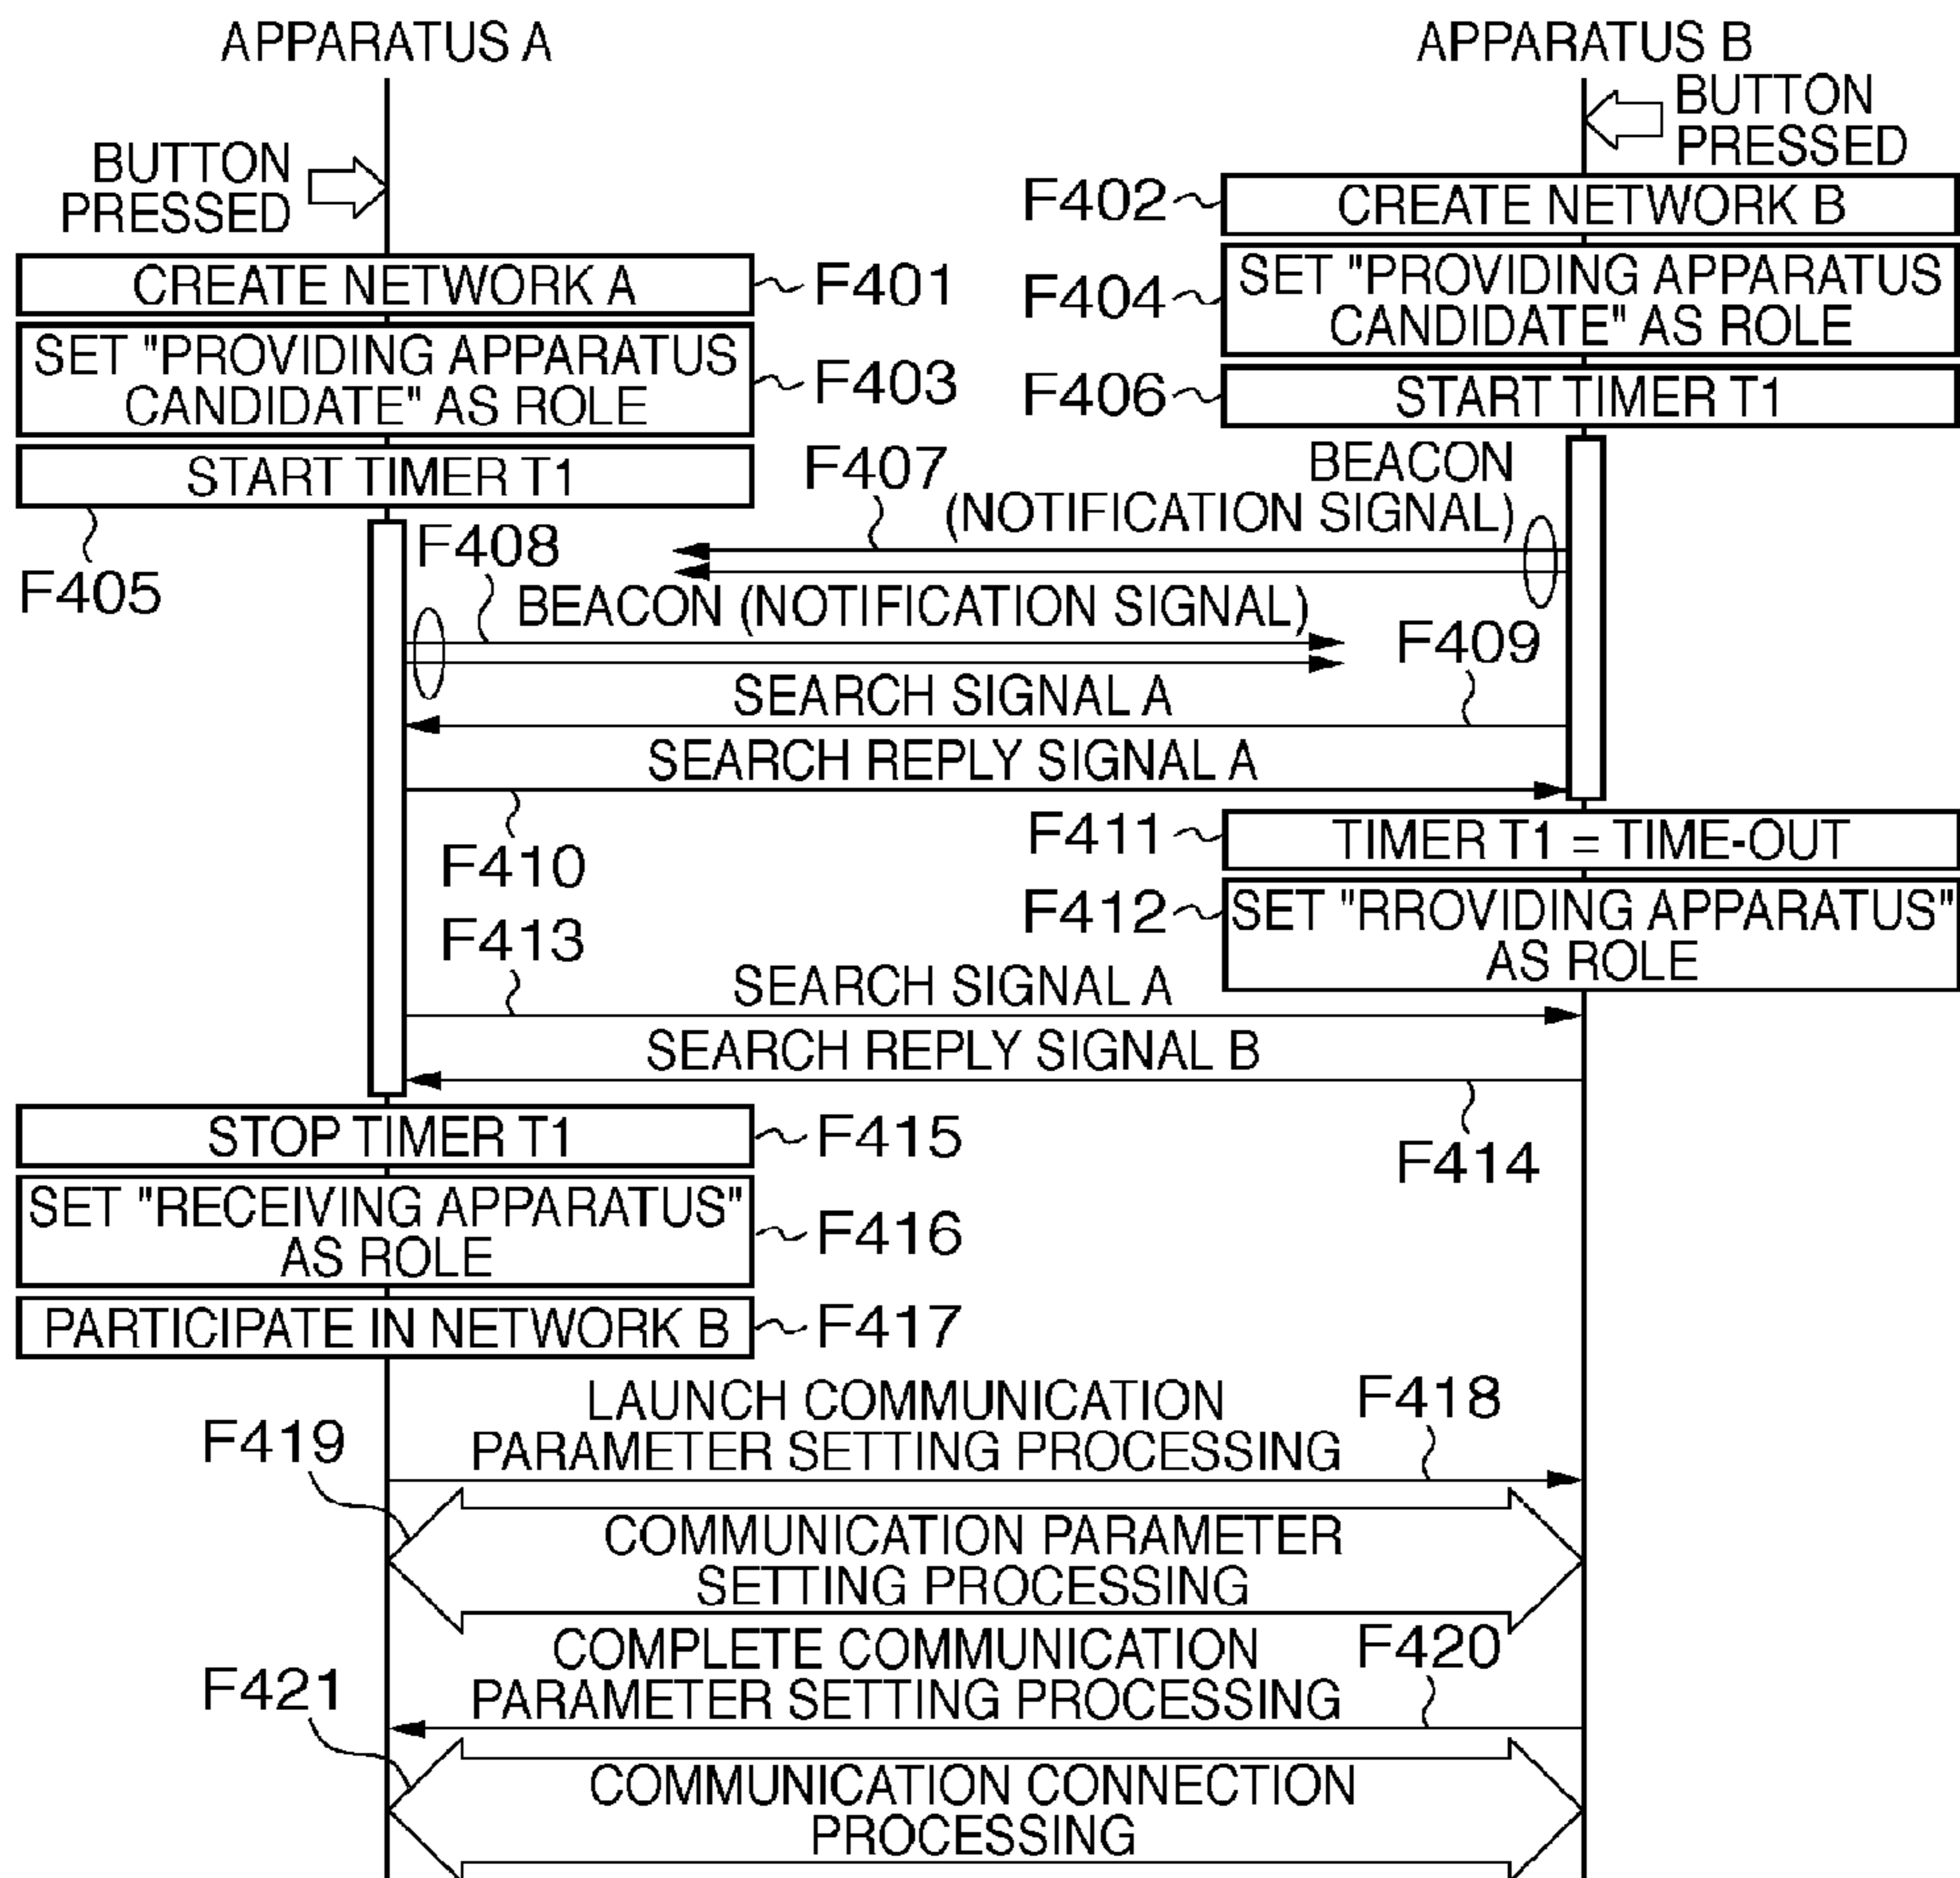 APPARATUS A
APPARATUS B
BUTTON
PRESSED
BUTTON
PRESSED
F402
CREATE NETWORK B
CREATE NETWORK A
F401
F404
SET "PROVIDING APPARATUS
CANDIDATE" AS ROLE
SET "PROVIDING APPARATUS
CANDIDATE" AS ROLE
F403
F406
START TIMER T1
START TIMER T1
F405
F407
BEACON
(NOTIFICATION SIGNAL)
F408
BEACON (NOTIFICATION SIGNAL)
F409
SEARCH SIGNAL A
SEARCH REPLY SIGNAL A
F410
F411
TIMER T1 = TIME-OUT
F412
SET "RROVIDING APPARATUS"
AS ROLE
F413
SEARCH SIGNAL A
SEARCH REPLY SIGNAL B
F414
STOP TIMER T1
F415
SET "RECEIVING APPARATUS"
AS ROLE
F416
PARTICIPATE IN NETWORK B
F417
LAUNCH COMMUNICATION
PARAMETER SETTING PROCESSING
F418
F419
COMMUNICATION PARAMETER
SETTING PROCESSING
COMPLETE COMMUNICATION
PARAMETER SETTING PROCESSING
F420
F421
COMMUNICATION CONNECTION
PROCESSING